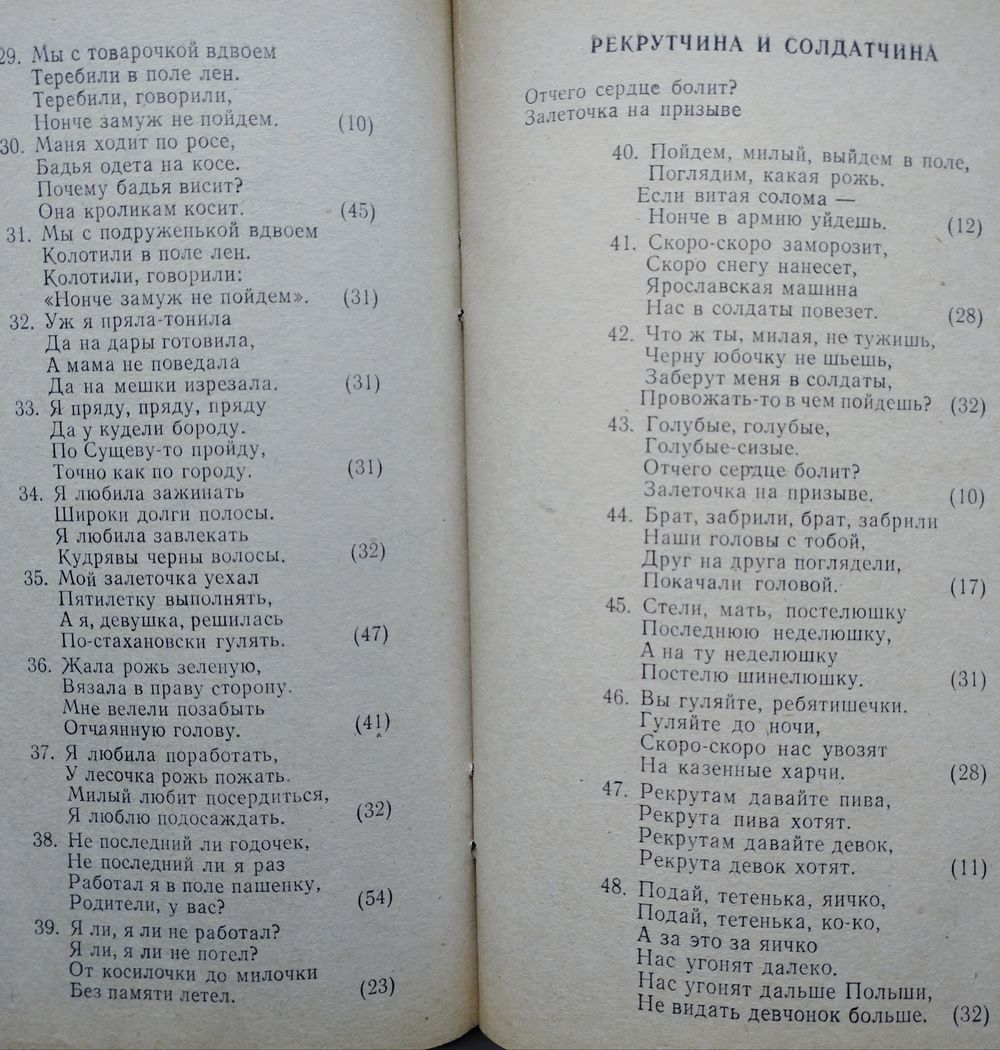 29. Мы с товарочкой вдвоем
Теребили в поле лен.
Теребили, говорили,
Нонче замуж не пойдем. (10)
30. Маня ходит по росе,
Бадья одета на косе.
Почему бадья висит?
Она кроликам косит. (45)
31. Мы с подруженькой вдвоем
Колотили в поле лен.
Колотили, говорили:
«Нонче замуж не пойдем». (31)
32. Уж я пряла-тонила
Да на дары готовила,
А мама не поведала
Да на мешки изрезала. (31)
33. Я пряду, пряду, пряду
Да у кудели бороду.
По Сущеву-то пройду,
Точно как по городу. (31)
34. Я любила зажинать
Широки долги полосы.
Я любила завлекать
Кудрявы черны волосы. (32)
35. Мой залеточка уехал
Пятилетку выполнять,
А я, девушка, решилась
По-стахановски гулять. (47)
36. Жала рожь зеленую,
Вязала в праву сторону.
Мне велели позабыть
Отчаянную голову. (41)
37. Я любила поработать,
У лесочка рожь пожать.
Милый любит посердиться,
Я люблю подосаждать. (32)
38. Не последний ли годочек,
Не последний ли я раз
Работал я в поле пашенку,
Родители, у вас? (54)
39. Я ли, я ли не работал?
Я ли, я ли не потел?
От косилочки до милочки
Без памяти летел. (23)
РЕКРУТЧИНА И СОЛДАТЧИНА
Отчего сердце болит?
Залеточка на призыве
40. Пойдем, милый, выйдем в поле,
Поглядим, какая рожь.
Если витая солома —
Нонче в армию уйдешь. (12)
41. Скоро-скоро заморозит,
Скоро снегу нанесет,
Ярославская машина
Нас в солдаты повезет. (28)
42. Что ж ты, милая, не тужишь,
Черну юбочку не шьешь,
Заберут меня в солдаты,
Провожать-то в чем пойдешь? (32)
43. Голубые, голубые,
Голубые-сизые.
Отчего сердце болит?
Залеточка на призыве. (10)
44. Брат, забрили, брат, забрили
Наши головы с тобой,
Друг на друга поглядели,
Покачали головой. (17)
45. Стели, мать, постелюшку
Последнюю неделюшку,
А на ту неделюшку
Постелю шинелюшку. (31)
46. Вы гуляйте, ребятишечки.
Гуляйте до ночи,
Скоро-скоро нас увозят
На казенные харчи. (28)
47. Рекрутам давайте пива,
Рекрута пива хотят.
Рекрутам давайте девок,
Рекрута девок хотят. (11)
48. Подай, тетенька, яичко,
Подай, тетенька, ко-ко,
А за это за яичко
Нас угонят далеко.
Нас угонят дальше Польши,
Не видать девчонок больше. (32)